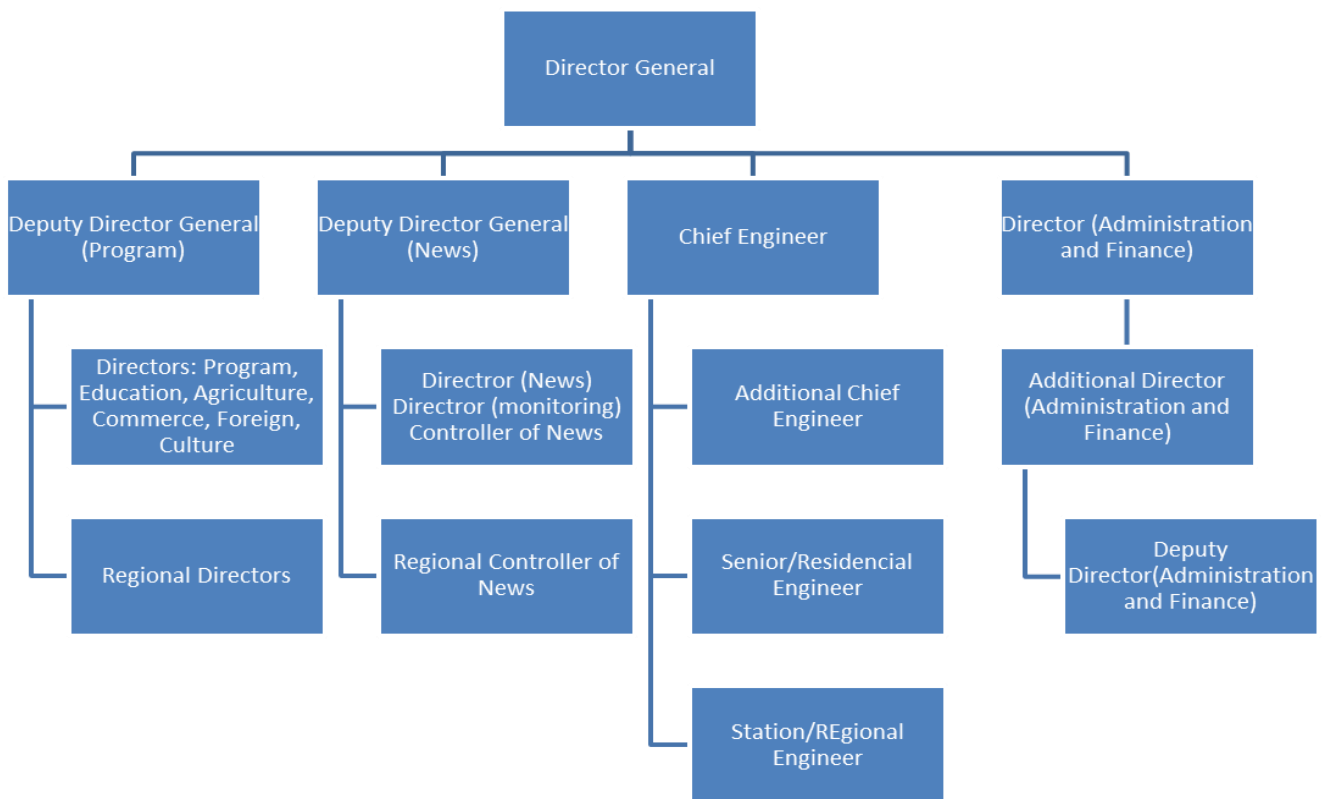 Director General
Deputy Director General
(Program)
Deputy Director General
(News)
Chief Engineer
Director (Administration
and Finance)
Directors: Program,
Education, Agriculture,
Commerce, Foreign,
Culture
Directror (News)
Directror (monitoring)
Controller of News
Additional Chief
Engineer
Additional Director
(Administration and
Finance)
Regional Directors
Regional Controller of
News
Senior/Residencial
Engineer
Deputy
Director(Administration
and Finance)
Station/REgional
Engineer